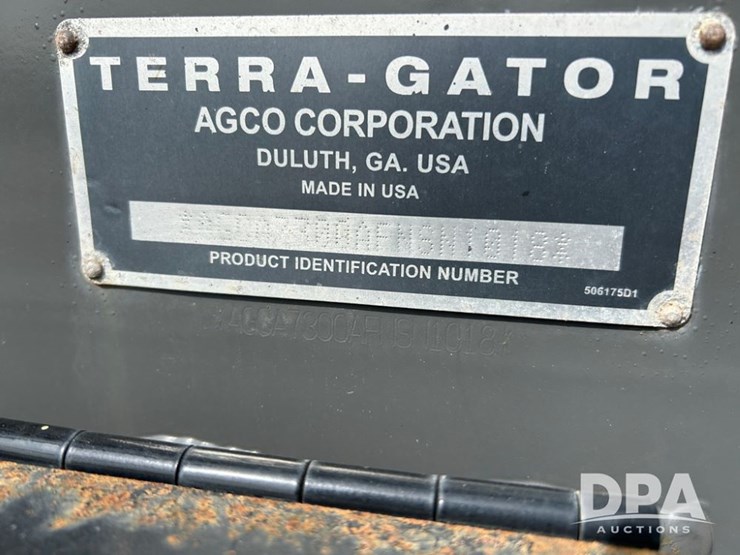 TERRA-GATOR
AGCO CORPORATION
DULUTH, GA. USA
MADE IN USA
PRODUCT IDENTIFICATION NUMBER
506175D1
DPA
AUCTIONS